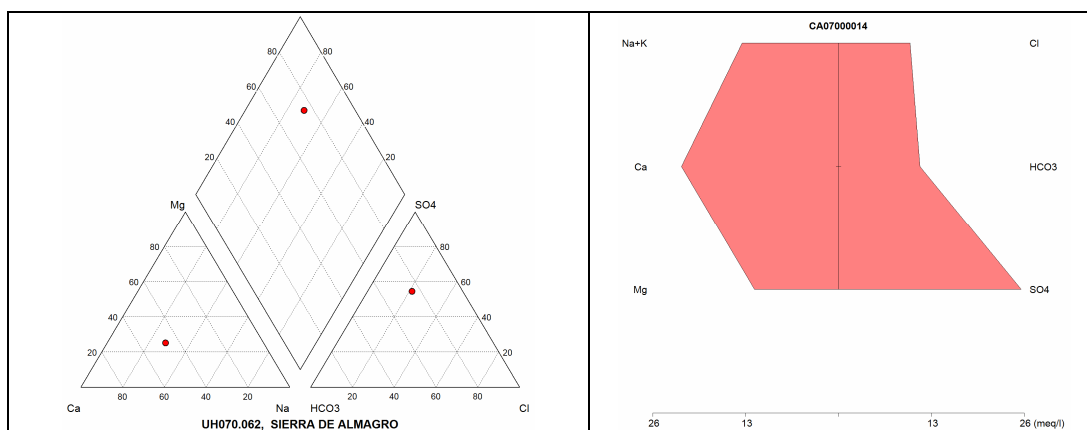 80 80
60 60
40 40
20 20
Mg SO4
80 80
60 60
40 40
20 20
80 60 40 20 20 40 60 80
Ca Na HCO3 Cl
UH070.062, SIERRA DE ALMAGRO
CA07000014
Na+K Cl
Ca HCO3
Mg SO4
26 13 13 26 (meq/l)